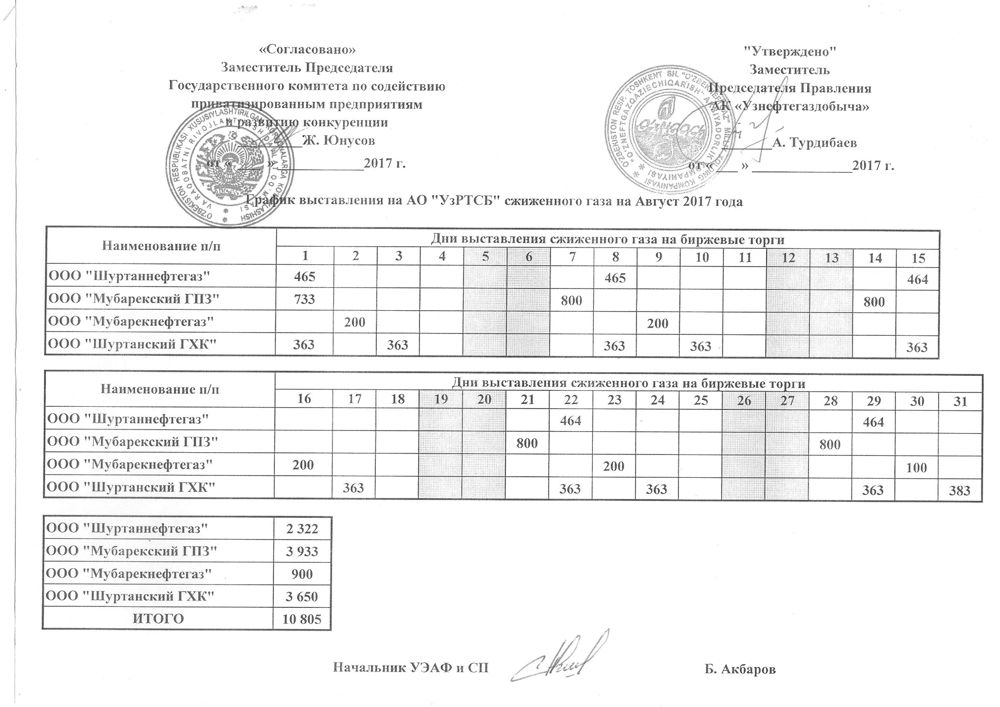 «Согласовано»
Заместитель Председателя
Государственного комитета по содействию
приватизированным предприятиям
и развитию конкуренции
__________Ж. Юнусов
от « ___ » ____________2017 г.
"Утверждено"
Заместитель
Председателя Правления
АК «Узнефтегаздобыча»
_______А. Турдибаев
от « ___ » ______________2017 г.
График выставления на АО "УзРТСБ" сжиженного газа на Август 2017 года
Наименование п/п Дни выставления сжиженного газа на биржевые торги
1 2 3 4 5 6 7 8 9 10 11 12 13 14 15
ООО "Шуртаннефтегаз" 465 465 464
ООО "Мубарекский ГПЗ" 733 800 800
ООО "Мубарекнефтегаз" 200 200
ООО "Шуртанский ГХК" 363 363 363 363 363
Наименование п/п Дни выставления сжиженного газа на биржевые торги
16 17 18 19 20 21 22 23 24 25 26 27 28 29 30 31
ООО "Шуртаннефтегаз" 464 464
ООО "Мубарекский ГПЗ" 800 800
ООО "Мубарекнефтегаз" 200 200 100
ООО "Шуртанский ГХК" 363 363 363 363 383
ООО "Шуртаннефтегаз" 2 322
ООО "Мубарекский ГПЗ" 3 933
ООО "Мубарекнефтегаз" 900
ООО "Шуртанский ГХК" 3 650
ИТОГО 10 805
Начальник УЭАФ и СП Б. Акбаров